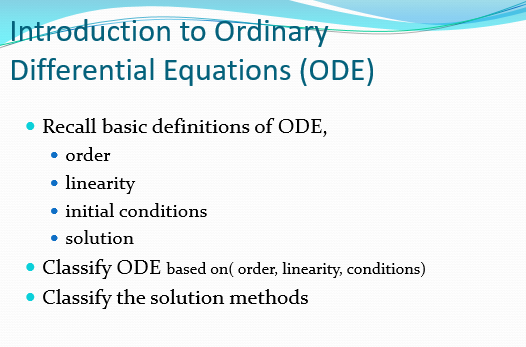 Introduction to Ordinary
Differential Equations (ODE)
Recall basic definitions of ODE,
order
linearity
initial conditions
solution
Classify ODE based on( order, linearity, conditions)
Classify the solution methods